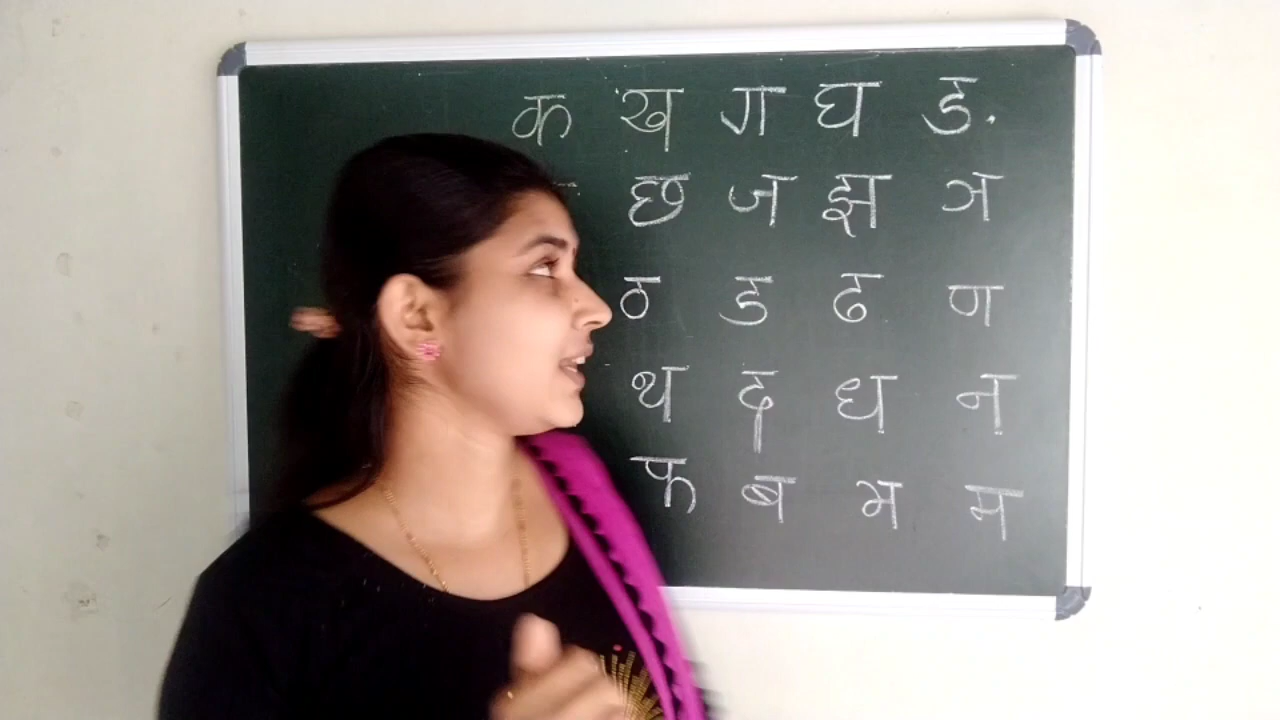 क ख ग घ ङ
छ ज झ ञ
ठ ड ढ ण
थ द ध न
फ ब भ म